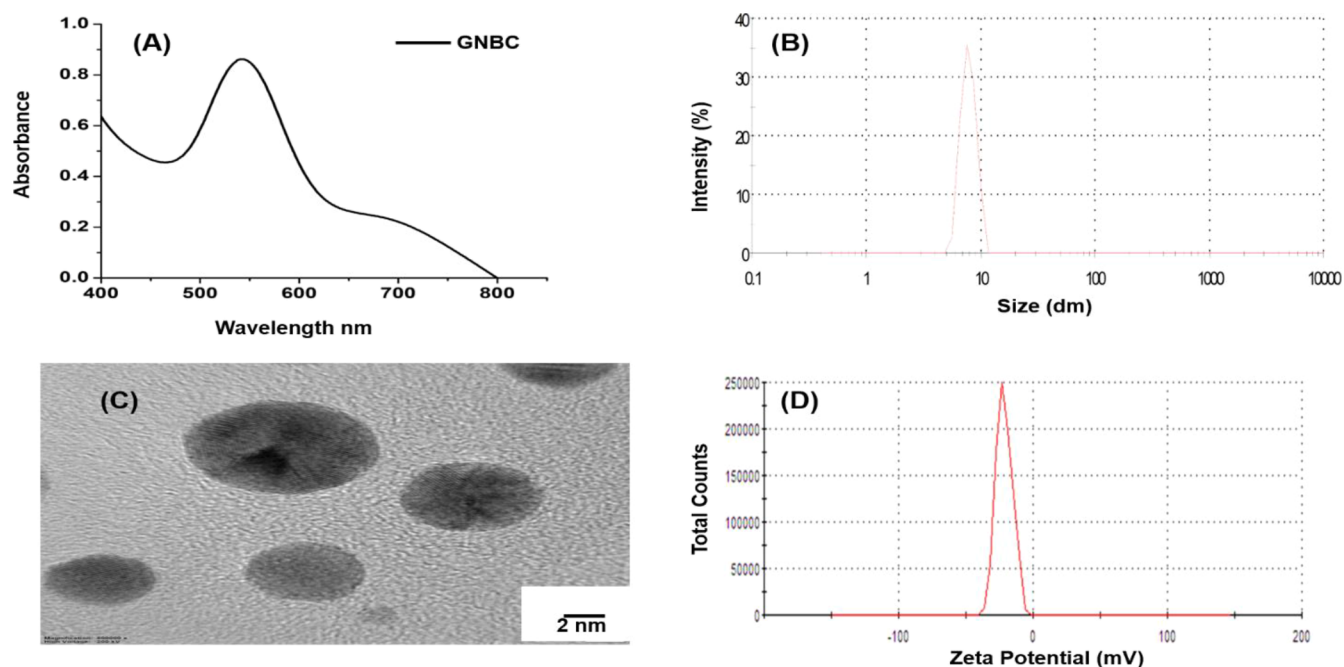 (A)
GNBC
Absorbance
1.0
0.8
0.6
0.4
0.2
0.0
400 500 600 700 800
Wavelength nm
(B)
Intensity (%)
40
30
20
10
0
0.1 1 10 100 1000 10000
Size (dm)
(C)
2 nm
(D)
Total Counts
250000
200000
150000
100000
50000
0
-100 0 100 200
Zeta Potential (mV)